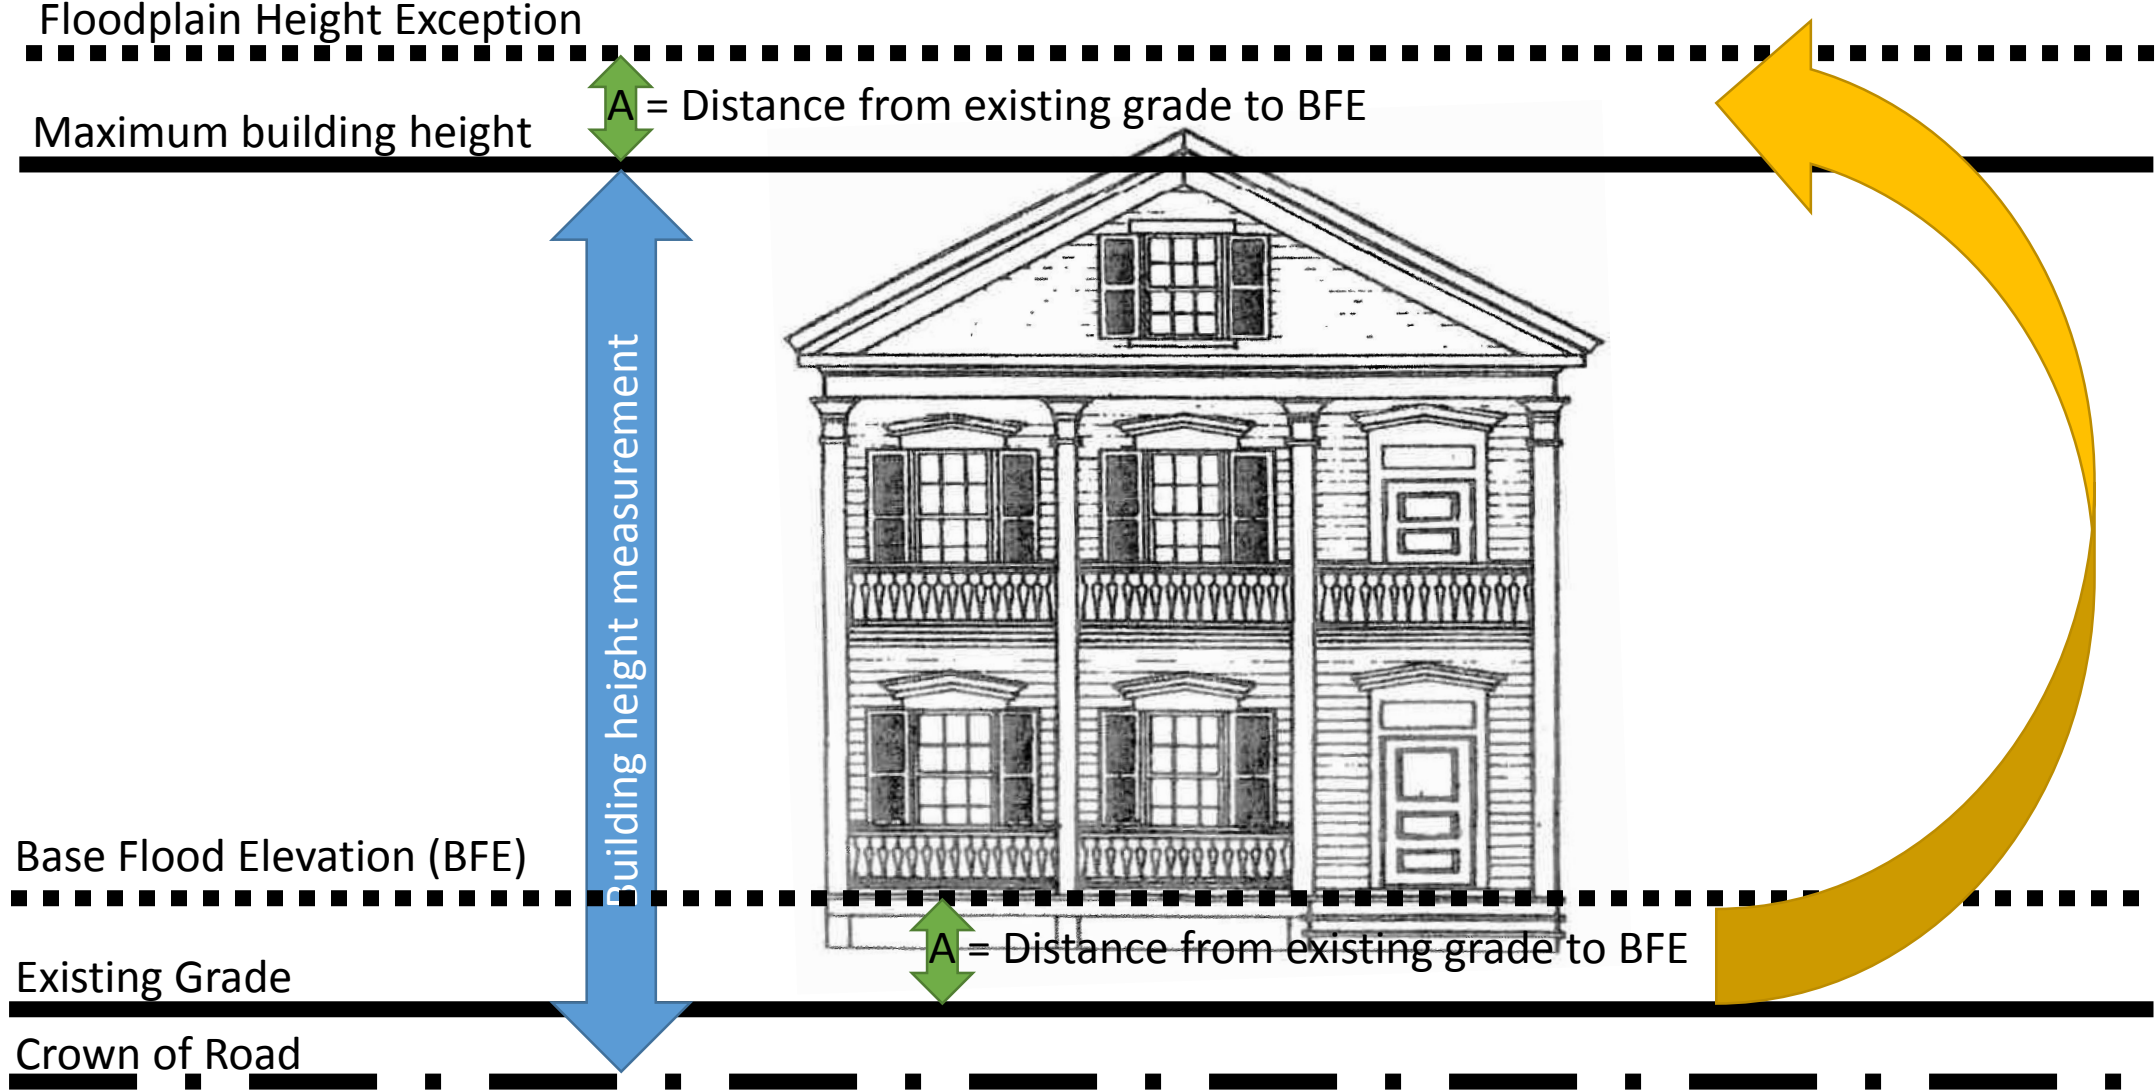 Floodplain Height Exception
A = Distance from existing grade to BFE
Maximum building height
Building height measurement
Base Flood Elevation (BFE)
A = Distance from existing grade to BFE
Existing Grade
Crown of Road